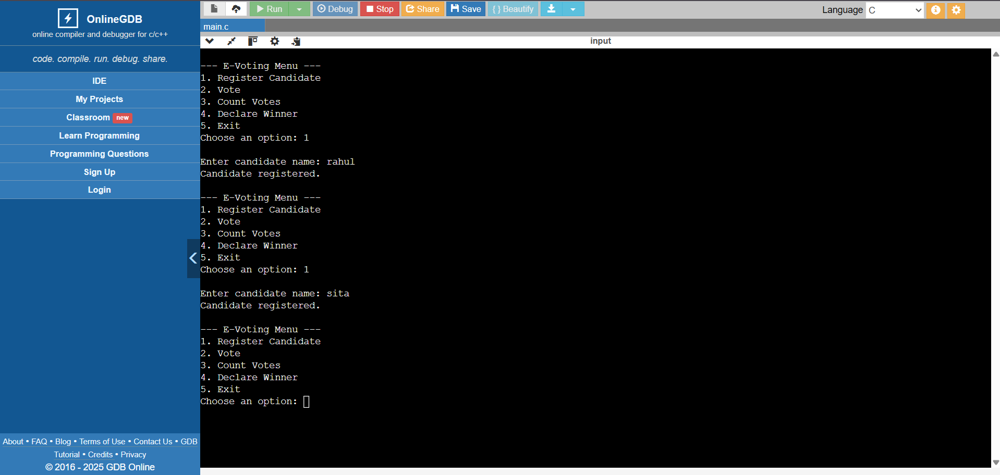 OnlineGDB
online compiler and debugger for c/c++
code. compile. run. debug. share.
IDE
My Projects
Classroom new
Learn Programming
Programming Questions
Sign Up
Login
About • FAQ • Blog • Terms of Use • Contact Us • GDB
Tutorial • Credits • Privacy
© 2016 - 2025 GDB Online
Run Debug Stop Share Save { } Beautify Language C
main.c
input
--- E-Voting Menu ---
1. Register Candidate
2. Vote
3. Count Votes
4. Declare Winner
5. Exit
Choose an option: 1
Enter candidate name: rahul
Candidate registered.
--- E-Voting Menu ---
1. Register Candidate
2. Vote
3. Count Votes
4. Declare Winner
5. Exit
Choose an option: 1
Enter candidate name: sita
Candidate registered.
--- E-Voting Menu ---
1. Register Candidate
2. Vote
3. Count Votes
4. Declare Winner
5. Exit
Choose an option: